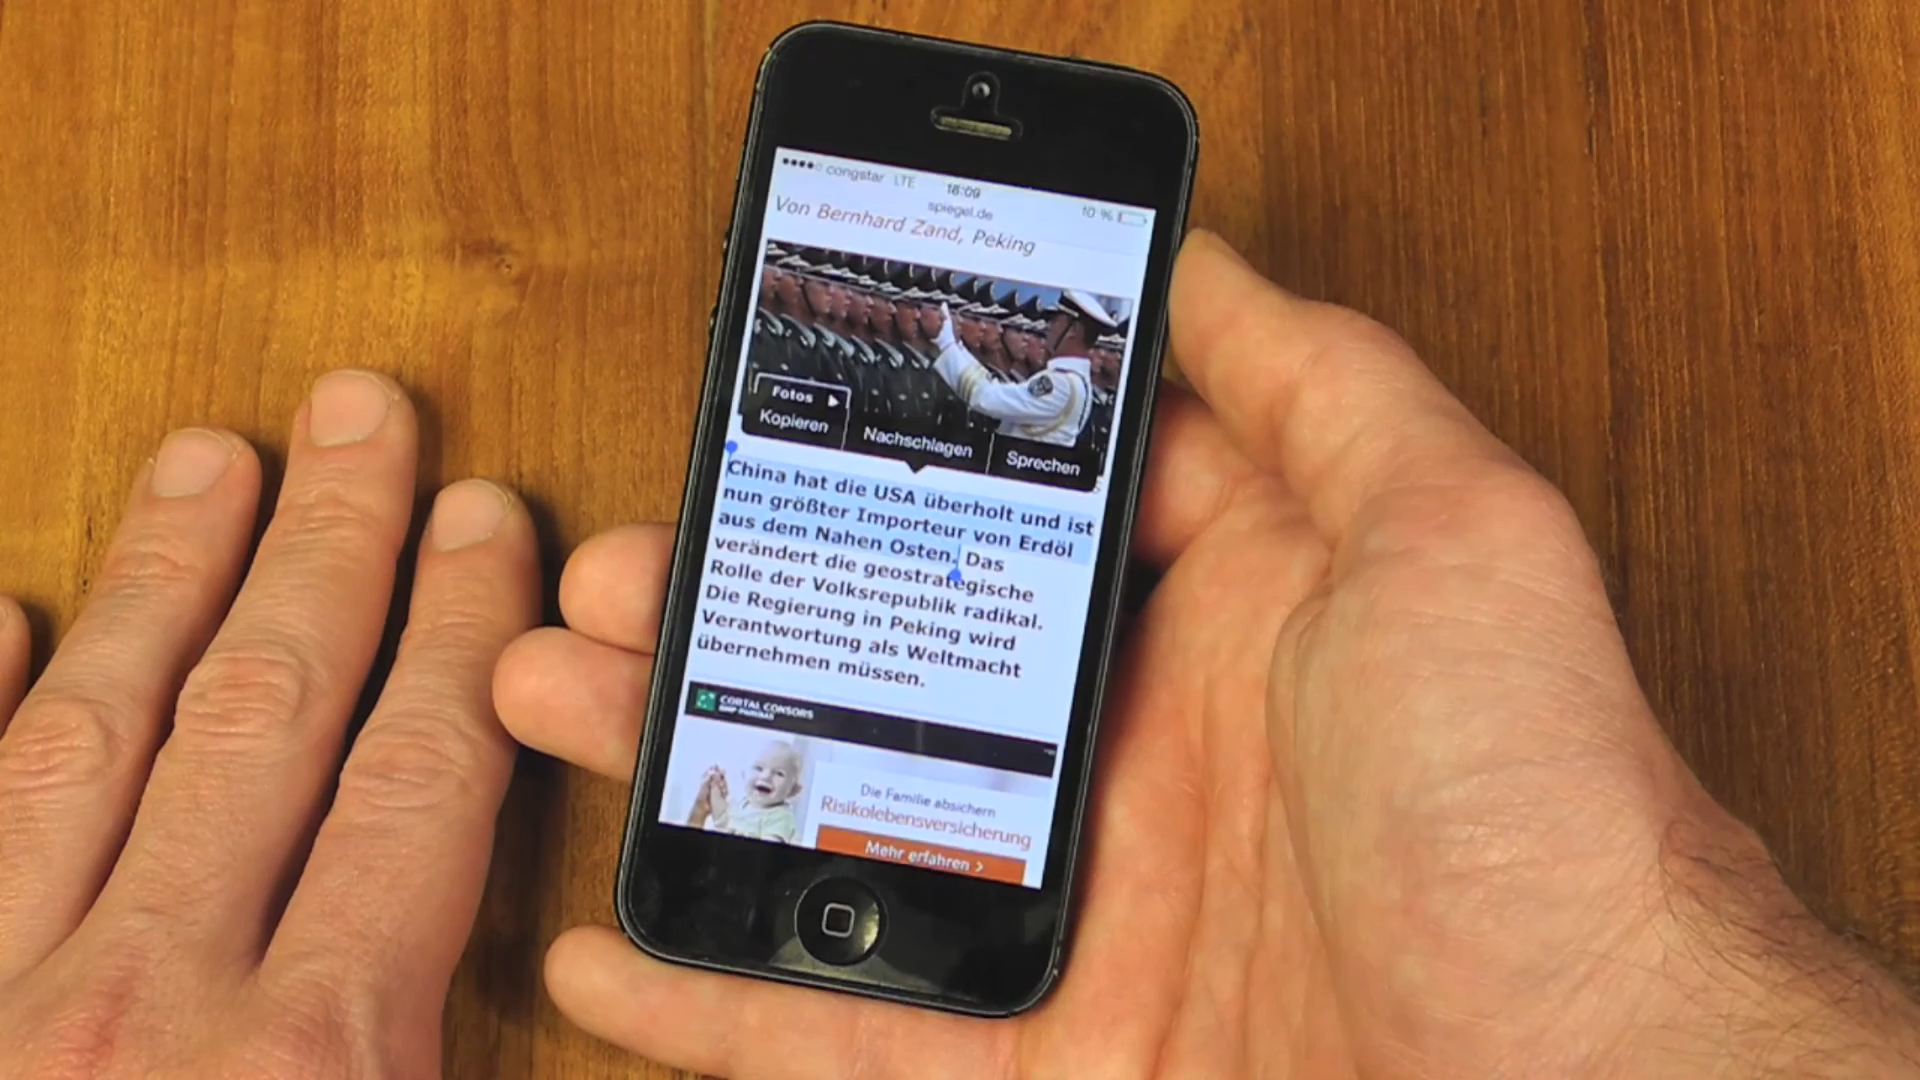 congstar LTE 18:09 10 %
spiegel.de
Von Bernhard Zand, Peking
Fotos
Kopieren Nachschlagen Sprechen
China hat die USA überholt und ist
nun größter Importeur von Erdöl
aus dem Nahen Osten. Das
verändert die geostrategische
Rolle der Volksrepublik radikal.
Die Regierung in Peking wird
Verantwortung als Weltmacht
übernehmen müssen.
CORTAL CONSORS
BNP PARIBAS
Die Familie absichern
Risikolebensversicherung
Mehr erfahren >